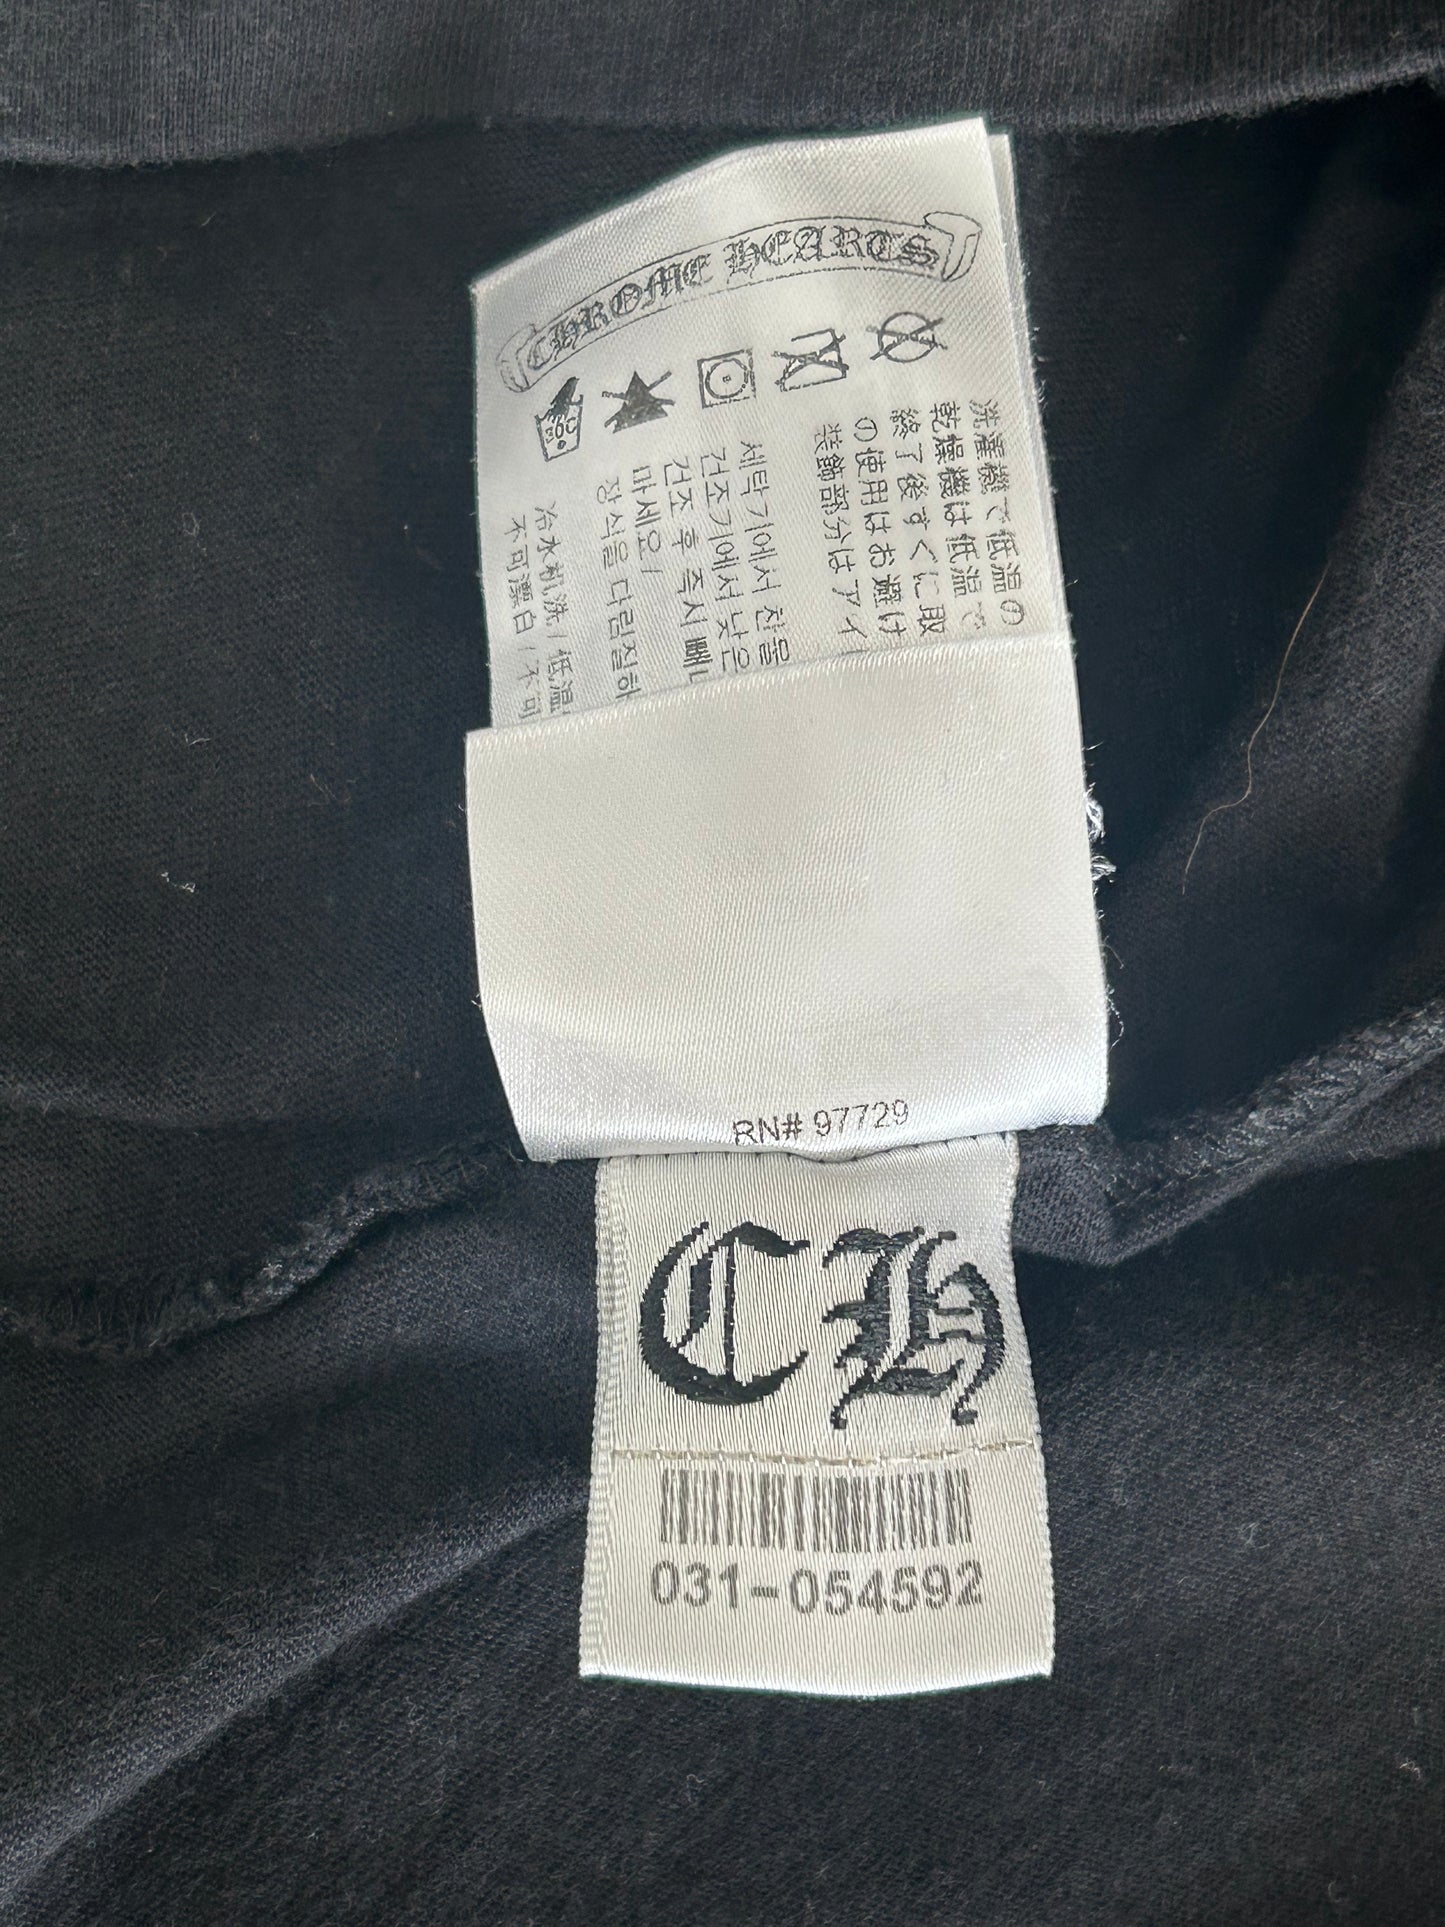 CHROME HEARTS
洗濯機で低温の
乾燥機は低温で
終了後すぐに取
の使用はお避け
装飾部分はアイ
세탁기에서 찬물
건조기에서 낮은
건조 후 즉시 빼
마세요 /
장식을 다림질하
冷水机洗 / 低温
不可漂白 / 不可
RN# 97729
CH
031-054592